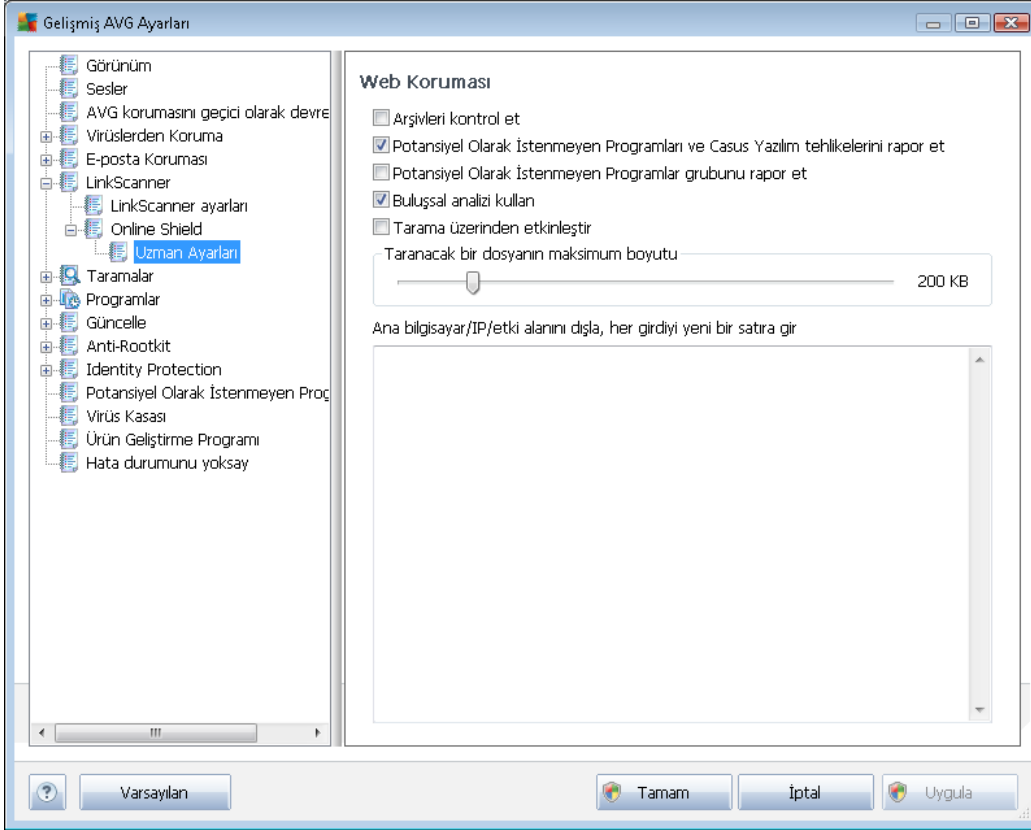 Gelişmiş AVG Ayarları
Görünüm
Sesler
AVG korumasını geçici olarak devre
Virüslerden Koruma
E-posta Koruması
LinkScanner
LinkScanner ayarları
Online Shield
Uzman Ayarları
Taramalar
Programlar
Güncelle
Anti-Rootkit
Identity Protection
Potansiyel Olarak İstenmeyen Prog
Virüs Kasası
Ürün Geliştirme Programı
Hata durumunu yoksay
Web Koruması
Arşivleri kontrol et
Potansiyel Olarak İstenmeyen Programları ve Casus Yazılım tehlikelerini rapor et
Potansiyel Olarak İstenmeyen Programlar grubunu rapor et
Buluşsal analizi kullan
Tarama üzerinden etkinleştir
Taranacak bir dosyanın maksimum boyutu
200 KB
Ana bilgisayar/IP/etki alanını dışla, her girdiyi yeni bir satıra gir
?
Varsayılan
Tamam
İptal
Uygula